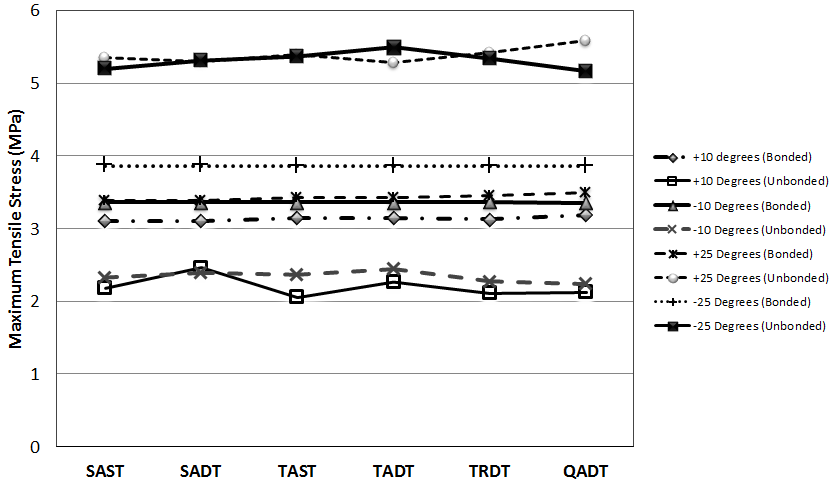 Maximum Tensile Stress (MPa)
6
5
4
3
2
1
0
SAST SADT TAST TADT TRDT QADT
+10 degrees (Bonded)
+10 Degrees (Unbonded)
-10 Degrees (Bonded)
-10 Degrees (Unbonded)
+25 Degrees (Bonded)
+25 Degrees (Unbonded)
-25 Degrees (Bonded)
-25 Degrees (Unbonded)